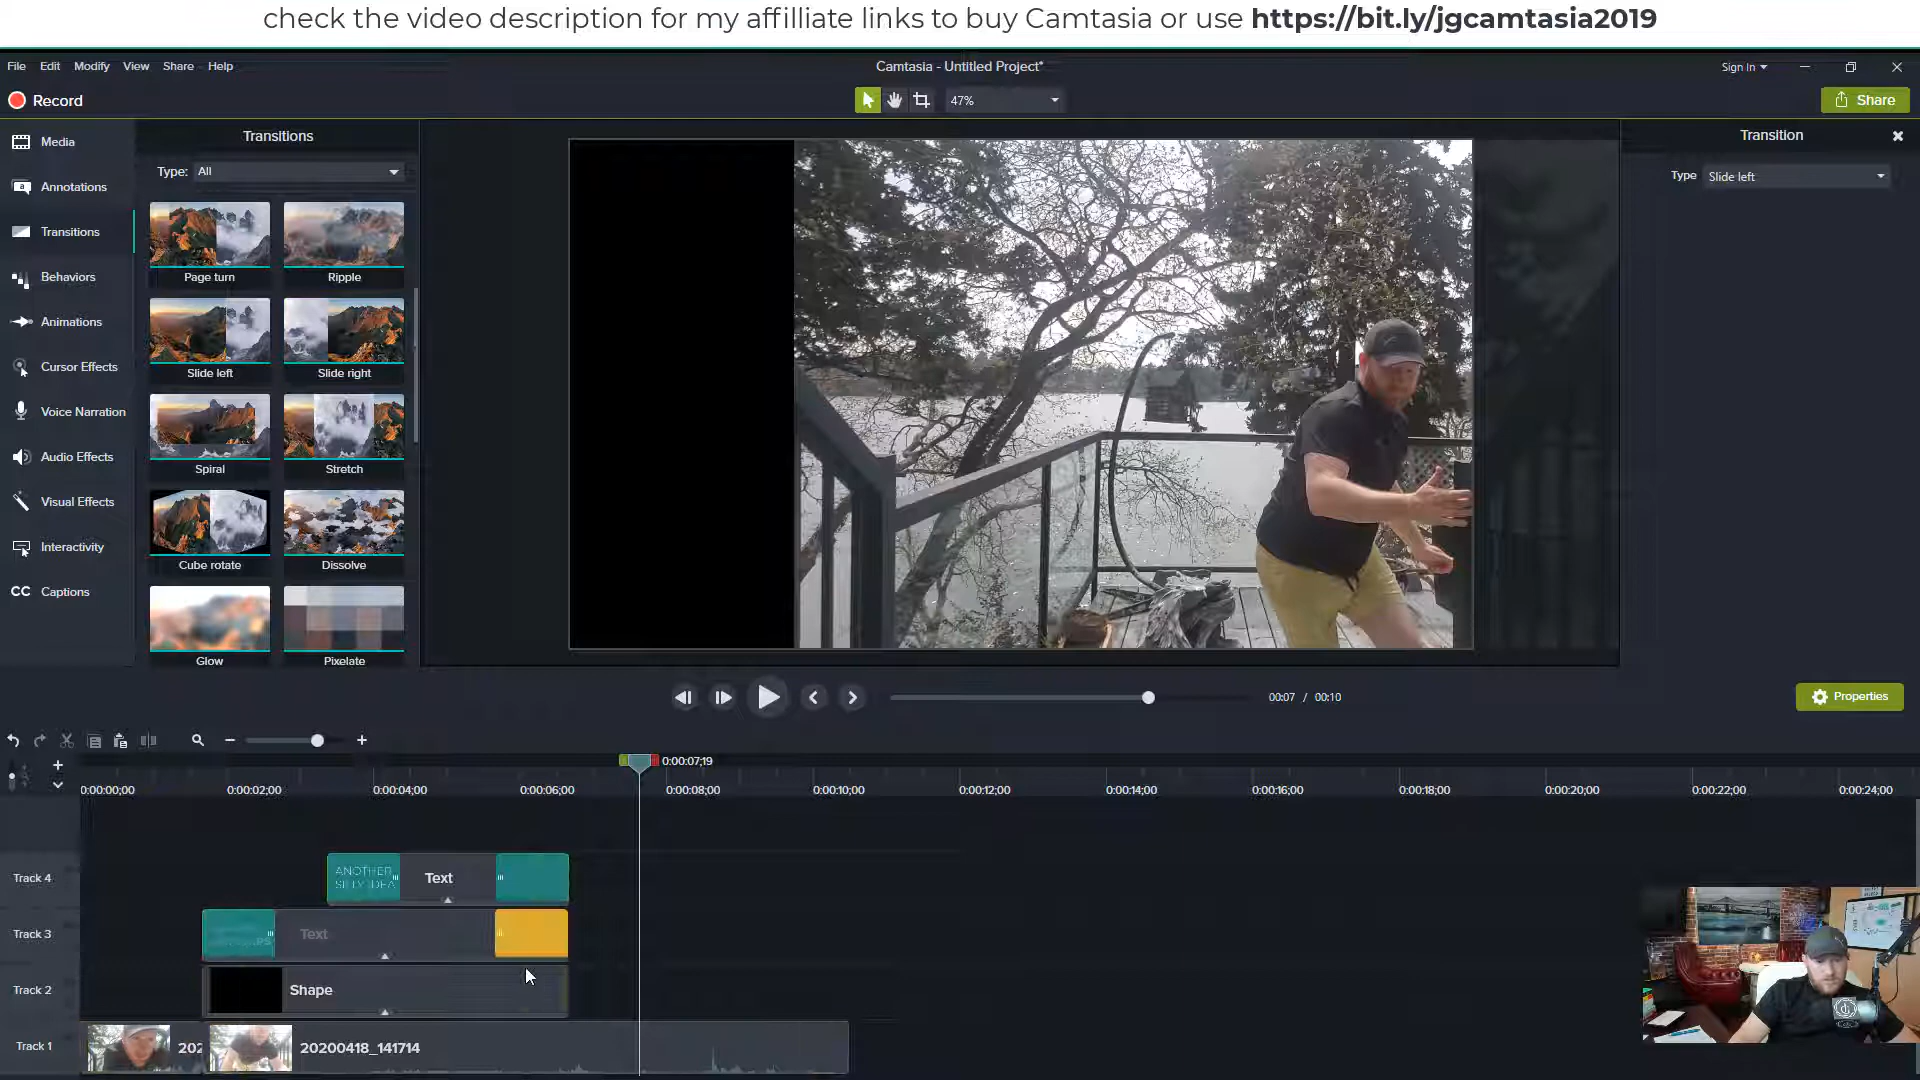 check the video description for my affilliate links to buy Camtasia or use https://bit.ly/jgcamtasia2019
File Edit Modify View Share Help
Camtasia - Untitled Project*
Sign In
Record
47%
Share
Media
Annotations
Transitions
Behaviors
Animations
Cursor Effects
Voice Narration
Audio Effects
Visual Effects
Interactivity
CC Captions
Transitions
Type: All
Page turn Ripple
Slide left Slide right
Spiral Stretch
Cube rotate Dissolve
Glow Pixelate
Transition
Type Slide left
00:07 / 00:10
Properties
0:00:07;19
0:00:00;00 0:00:02;00 0:00:04;00 0:00:06;00 0:00:08;00 0:00:10;00 0:00:12;00 0:00:14;00 0:00:16;00 0:00:18;00 0:00:20;00 0:00:22;00 0:00:24;00
Track 4
ANOTHER
SILLY IDEA
Text
Track 3
Text
Track 2
Shape
Track 1
202
20200418_141714